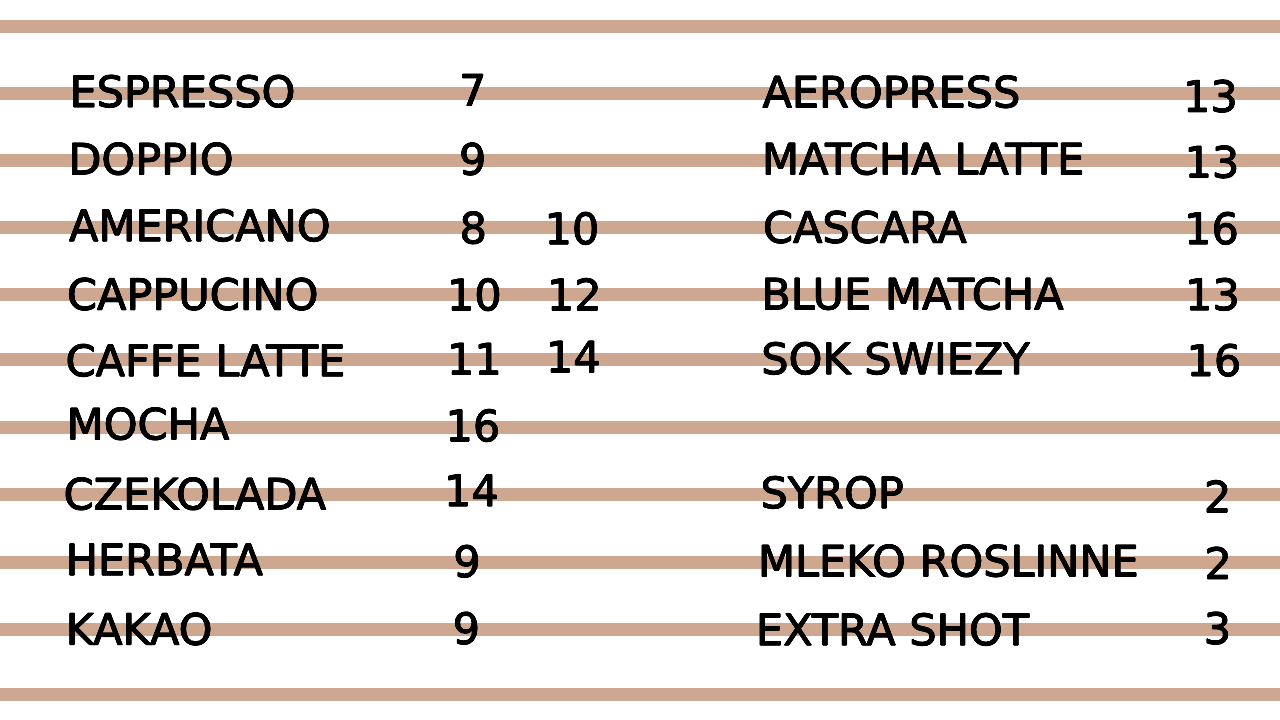 ESPRESSO 7
DOPPIO 9
AMERICANO 8 10
CAPPUCINO 10 12
CAFFE LATTE 11 14
MOCHA 16
CZEKOLADA 14
HERBATA 9
KAKAO 9
AEROPRESS 13
MATCHA LATTE 13
CASCARA 16
BLUE MATCHA 13
SOK SWIEZY 16
SYROP 2
MLEKO ROSLINNE 2
EXTRA SHOT 3